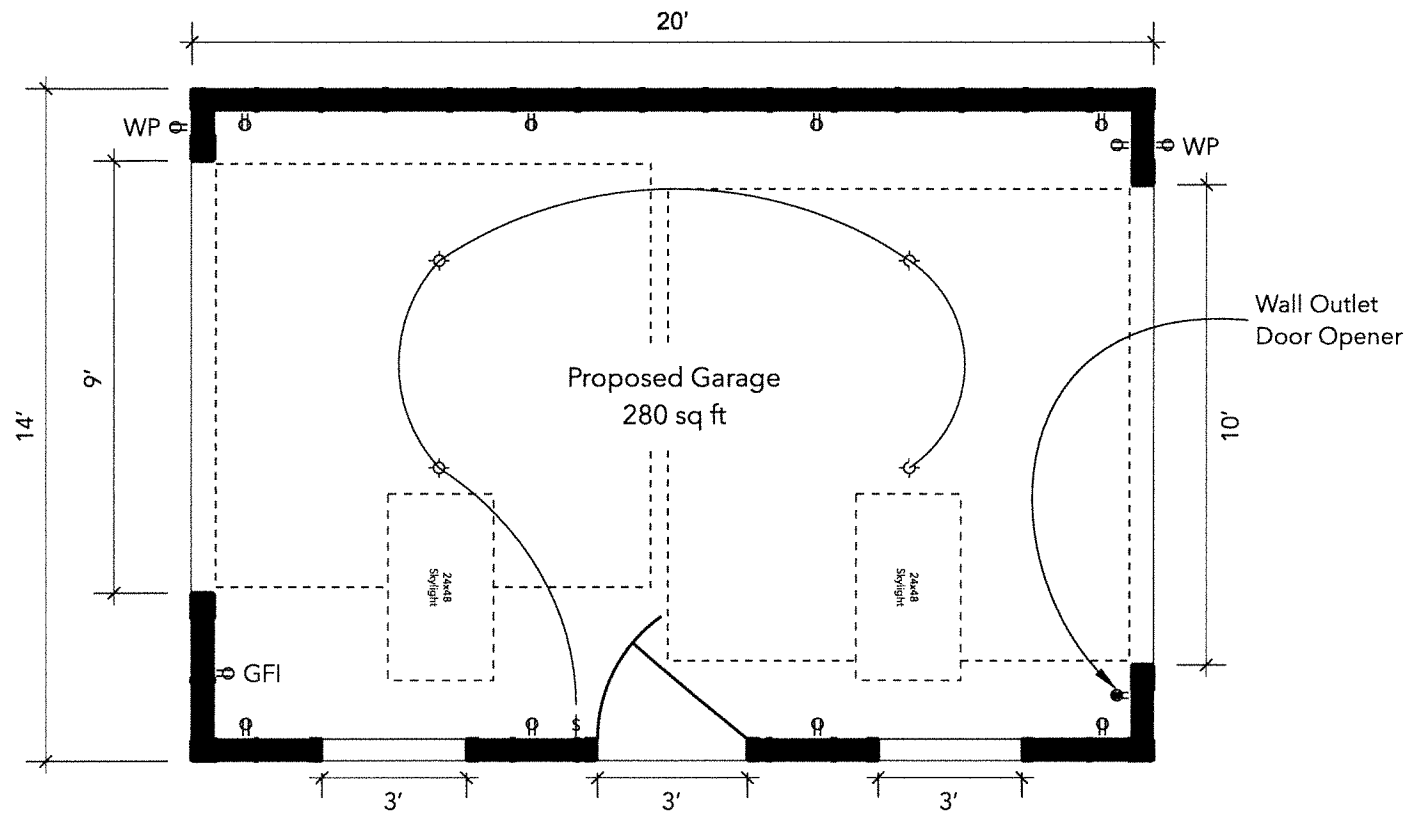 20'
WP
WP
9'
14'
Wall Outlet
Door Opener
Proposed Garage
280 sq ft
10'
24x48
Skylight
24x48
Skylight
GFI
$
3'
3'
3'